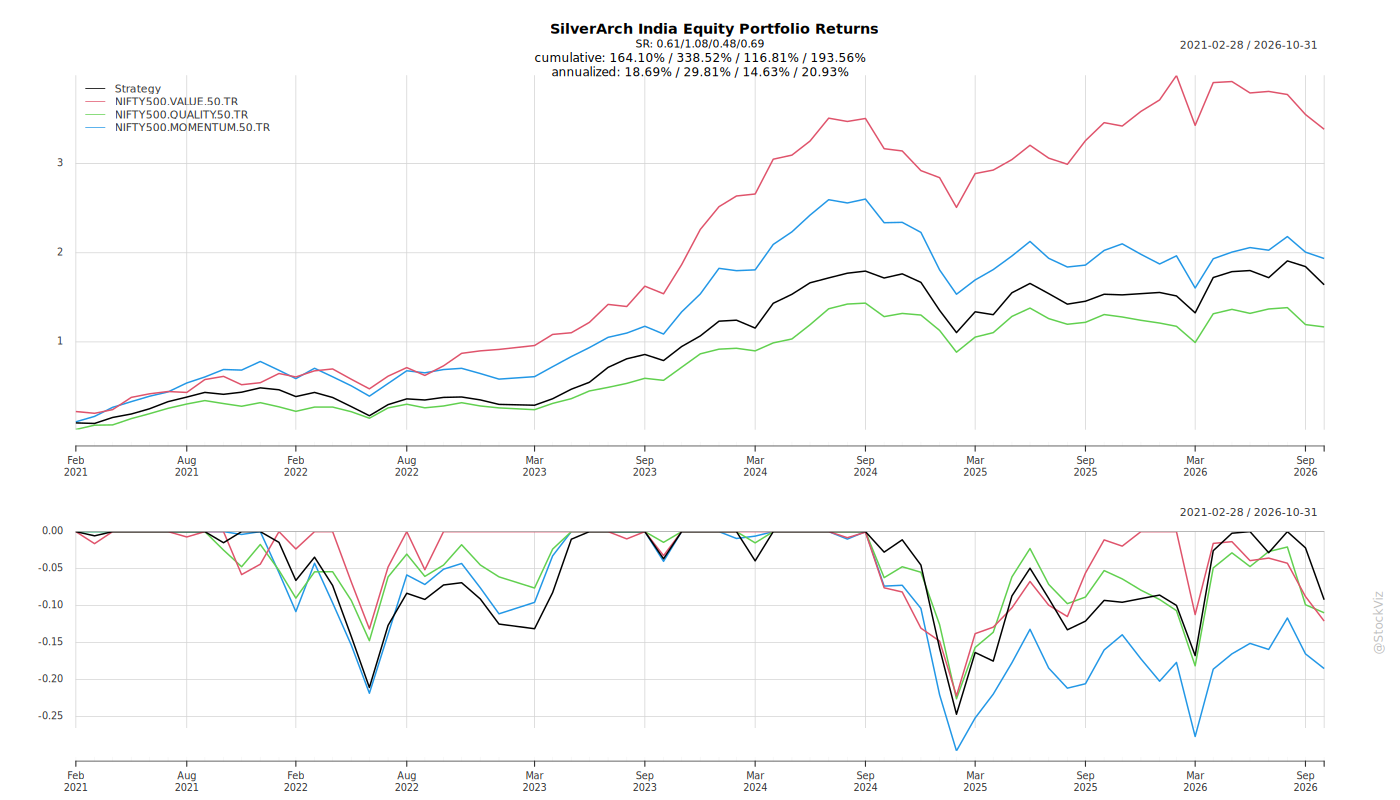 SilverArch India Equity Portfolio Returns
SR: 0.61/1.08/0.48/0.69
2021-02-28 / 2026-10-31
cumulative: 164.10% / 338.52% / 116.81% / 193.56%
annualized: 18.69% / 29.81% / 14.63% / 20.93%
Strategy
NIFTY500.VALUE.50.TR
NIFTY500.QUALITY.50.TR
NIFTY500.MOMENTUM.50.TR
3
2
1
Feb Aug Feb Aug Mar Sep Mar Sep Mar Sep Mar Sep
2021 2021 2022 2022 2023 2023 2024 2024 2025 2025 2026 2026
2021-02-28 / 2026-10-31
0.00
-0.05
-0.10
-0.15
-0.20
-0.25
Feb Aug Feb Aug Mar Sep Mar Sep Mar Sep Mar Sep
2021 2021 2022 2022 2023 2023 2024 2024 2025 2025 2026 2026
@StockViz